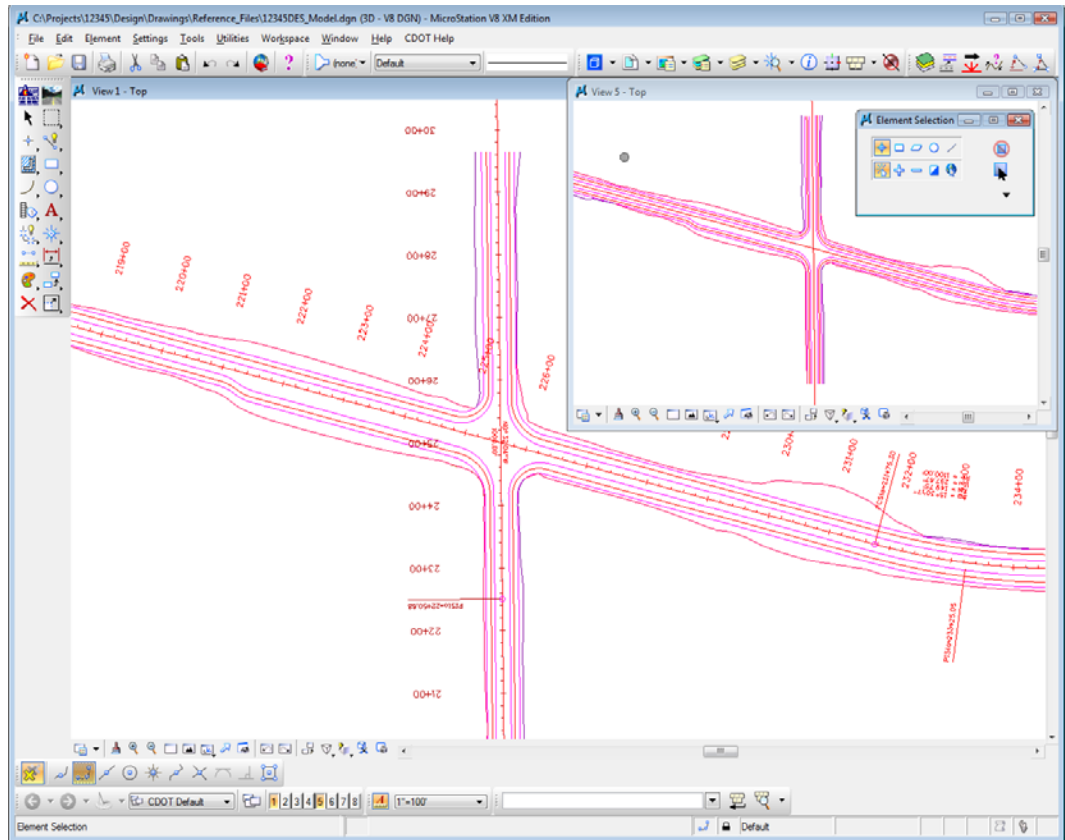 C:\Projects\12345\Design\Drawings\Reference_Files\12345DES_Model.dgn (3D - V8 DGN) - MicroStation V8 XM Edition
File Edit Element Settings Tools Utilities Workspace Window Help CDOT Help
(none) Default
View 1 - Top
View 5 - Top
Element Selection
30+00
29+00
28+00
27+00
26+00
25+00
24+00
23+00
22+00
21+00
219+00
220+00
221+00
222+00
223+00
224+00
225+00
226+00
231+00
232+00
234+00
CDOT Default
1 2 3 4 5 6 7 8
1"=100'
Element Selection
Default